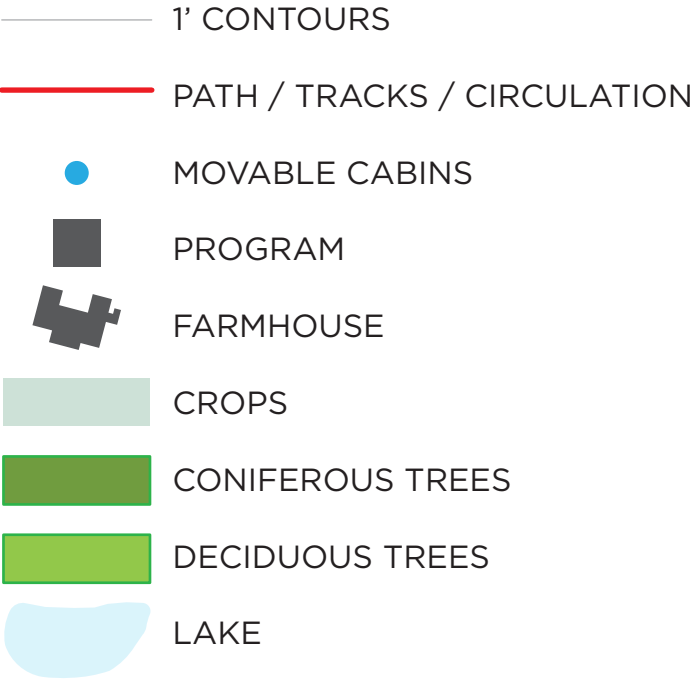 1’ CONTOURS
PATH / TRACKS / CIRCULATION
MOVABLE CABINS
PROGRAM
FARMHOUSE
CROPS
CONIFEROUS TREES
DECIDUOUS TREES
LAKE